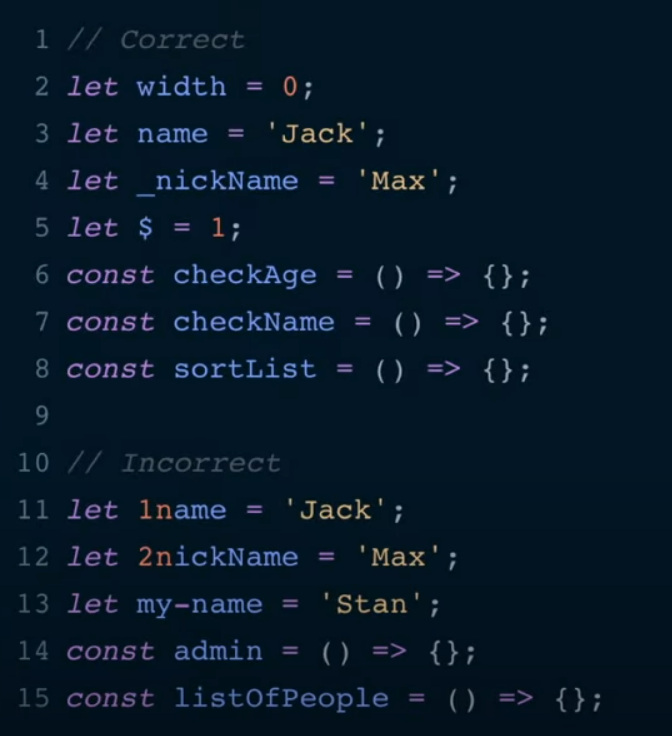 1 // Correct
2 let width = 0;
3 let name = 'Jack';
4 let _nickName = 'Max';
5 let $ = 1;
6 const checkAge = () => {};
7 const checkName = () => {};
8 const sortList = () => {};
9
10 // Incorrect
11 let 1name = 'Jack';
12 let 2nickName = 'Max';
13 let my-name = 'Stan';
14 const admin = () => {};
15 const listOfPeople = () => {};